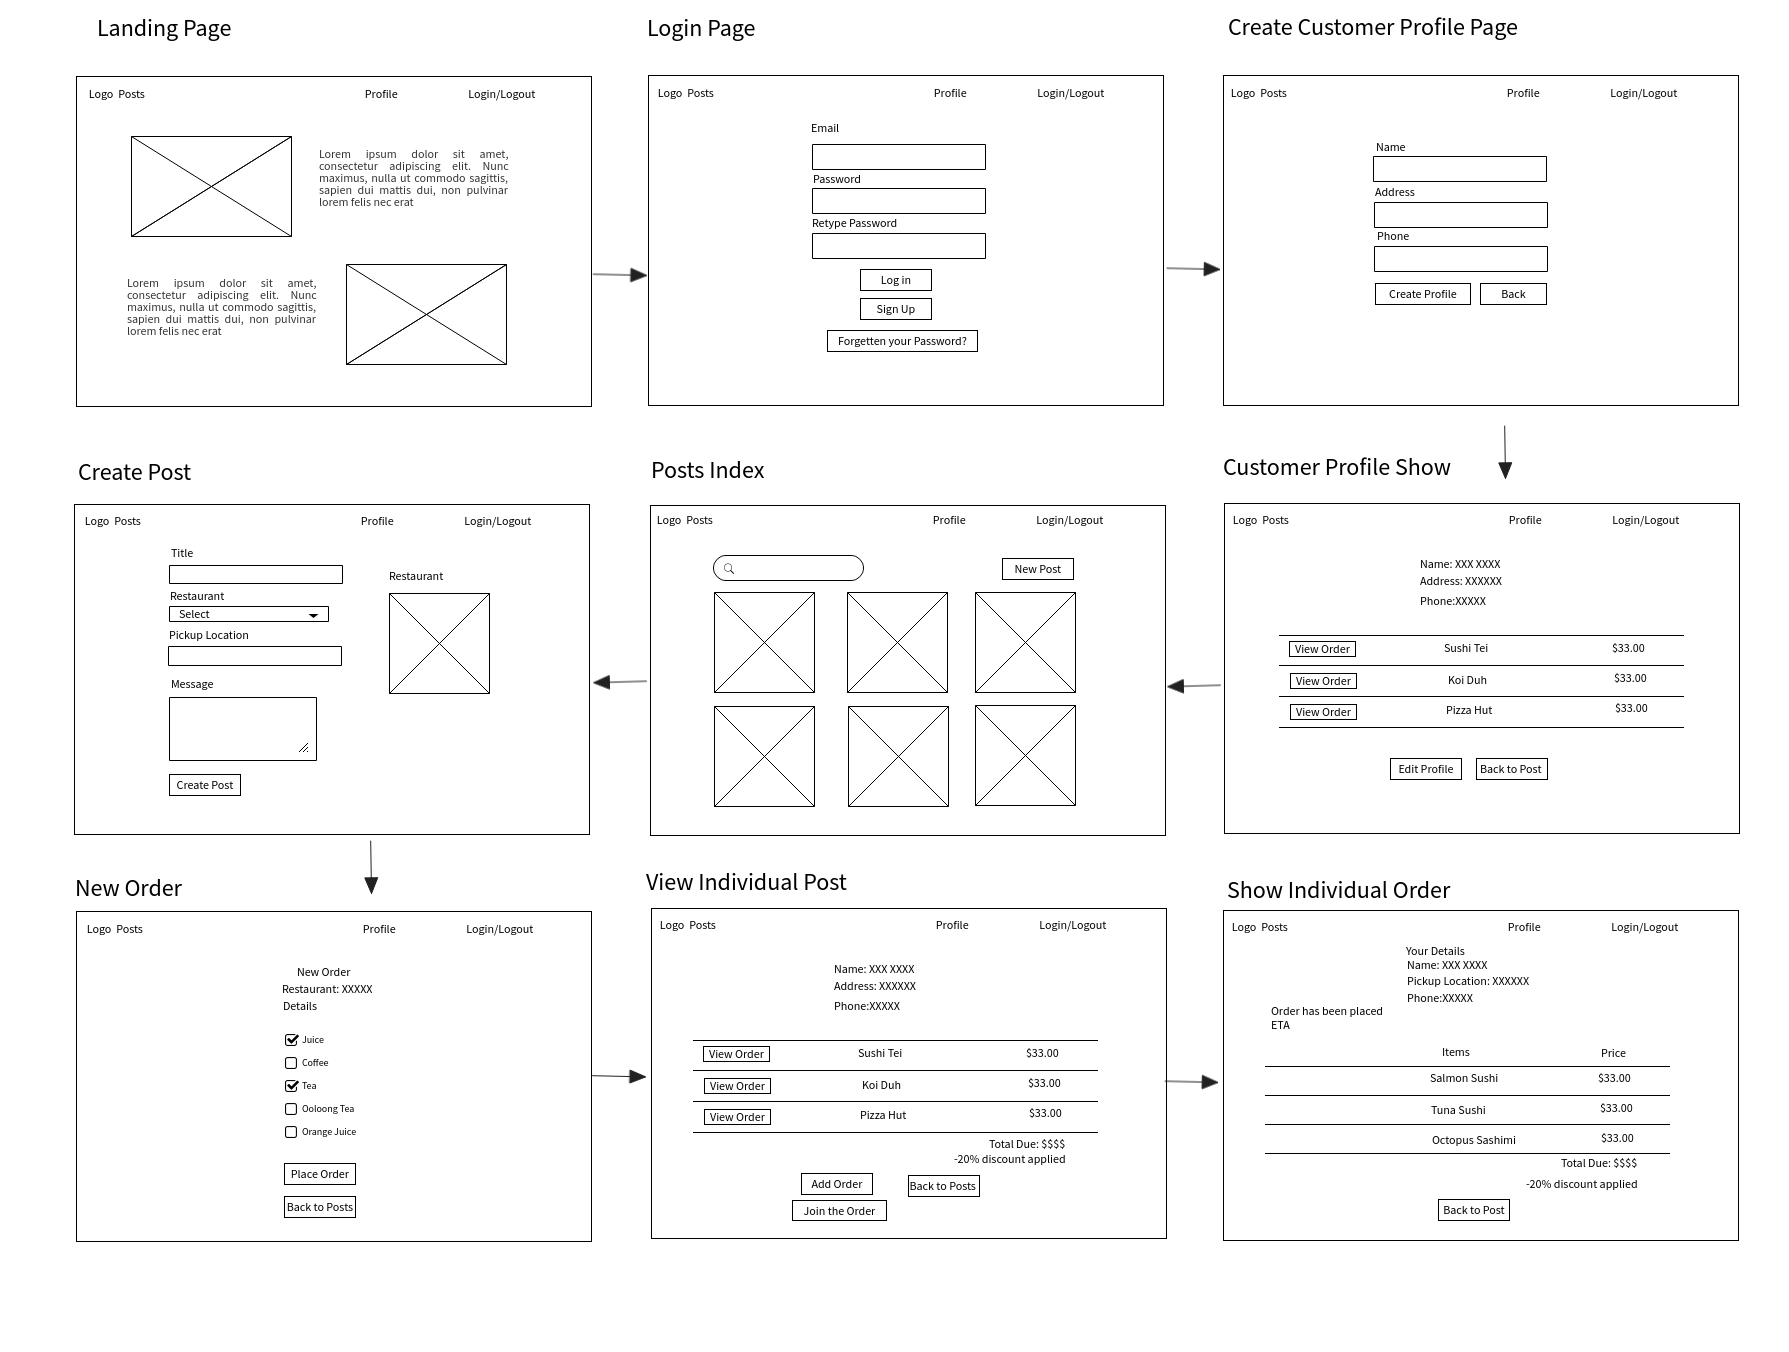 Landing Page
Logo Posts Profile Login/Logout
Lorem ipsum dolor sit amet,
consectetur adipiscing elit. Nunc
maximus, nulla ut commodo sagittis,
sapien dui mattis dui, non pulvinar
lorem felis nec erat
Lorem ipsum dolor sit amet,
consectetur adipiscing elit. Nunc
maximus, nulla ut commodo sagittis,
sapien dui mattis dui, non pulvinar
lorem felis nec erat
Login Page
Logo Posts Profile Login/Logout
Email
Password
Retype Password
Log in
Sign Up
Forgetten your Password?
Create Customer Profile Page
Logo Posts Profile Login/Logout
Name
Address
Phone
Create Profile Back
Customer Profile Show
Logo Posts Profile Login/Logout
Name: XXX XXXX
Address: XXXXXX
Phone:XXXXX
View Order Sushi Tei $33.00
View Order Koi Duh $33.00
View Order Pizza Hut $33.00
Edit Profile Back to Post
Posts Index
Logo Posts Profile Login/Logout
New Post
Create Post
Logo Posts Profile Login/Logout
Title
Restaurant
Select
Pickup Location
Message
Create Post
Restaurant
New Order
Logo Posts Profile Login/Logout
New Order
Restaurant: XXXXX
Details
Juice
Coffee
Tea
Ooloong Tea
Orange Juice
Place Order
Back to Posts
View Individual Post
Logo Posts Profile Login/Logout
Name: XXX XXXX
Address: XXXXXX
Phone:XXXXX
View Order Sushi Tei $33.00
View Order Koi Duh $33.00
View Order Pizza Hut $33.00
Total Due: $$$$
-20% discount applied
Add Order Back to Posts
Join the Order
Show Individual Order
Logo Posts Profile Login/Logout
Your Details
Name: XXX XXXX
Pickup Location: XXXXXX
Phone:XXXXX
Order has been placed
ETA
Items Price
Salmon Sushi $33.00
Tuna Sushi $33.00
Octopus Sashimi $33.00
Total Due: $$$$
-20% discount applied
Back to Post